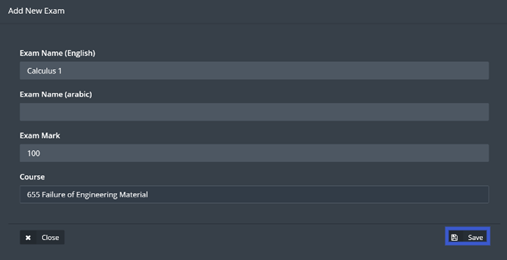 Add New Exam
Exam Name (English)
Calculus 1
Exam Name (arabic)
Exam Mark
100
Course
655 Failure of Engineering Material
Close
Save